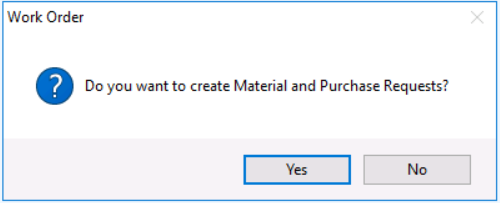 Work Order
Do you want to create Material and Purchase Requests?
Yes
No